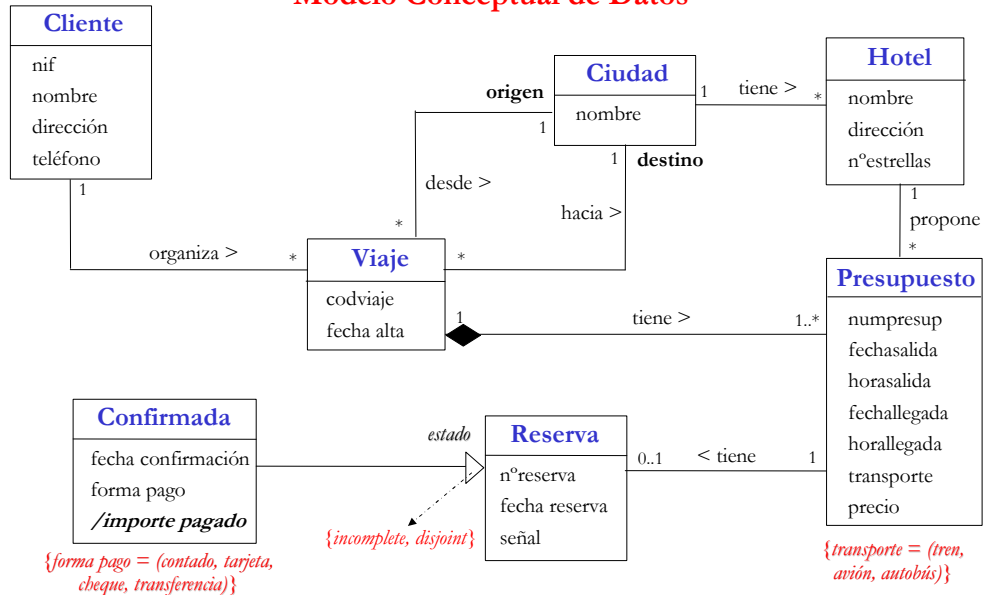 Modelo Conceptual de Datos
Cliente
nif
nombre
dirección
teléfono
1
organiza >
*
Ciudad
nombre
origen
1
desde >
*
1
destino
hacia >
*
1
tiene >
*
Hotel
nombre
dirección
nºestrellas
1
propone
*
Viaje
codviaje
fecha alta
1
tiene >
1..*
Presupuesto
numpresup
fechasalida
horasalida
fechallegada
horallegada
transporte
precio
{transporte = (tren,
avión, autobús)}
Confirmada
fecha confirmación
forma pago
/importe pagado
{forma pago = (contado, tarjeta,
cheque, transferencia)}
estado
{incomplete, disjoint}
Reserva
nºreserva
fecha reserva
señal
0..1
< tiene
1